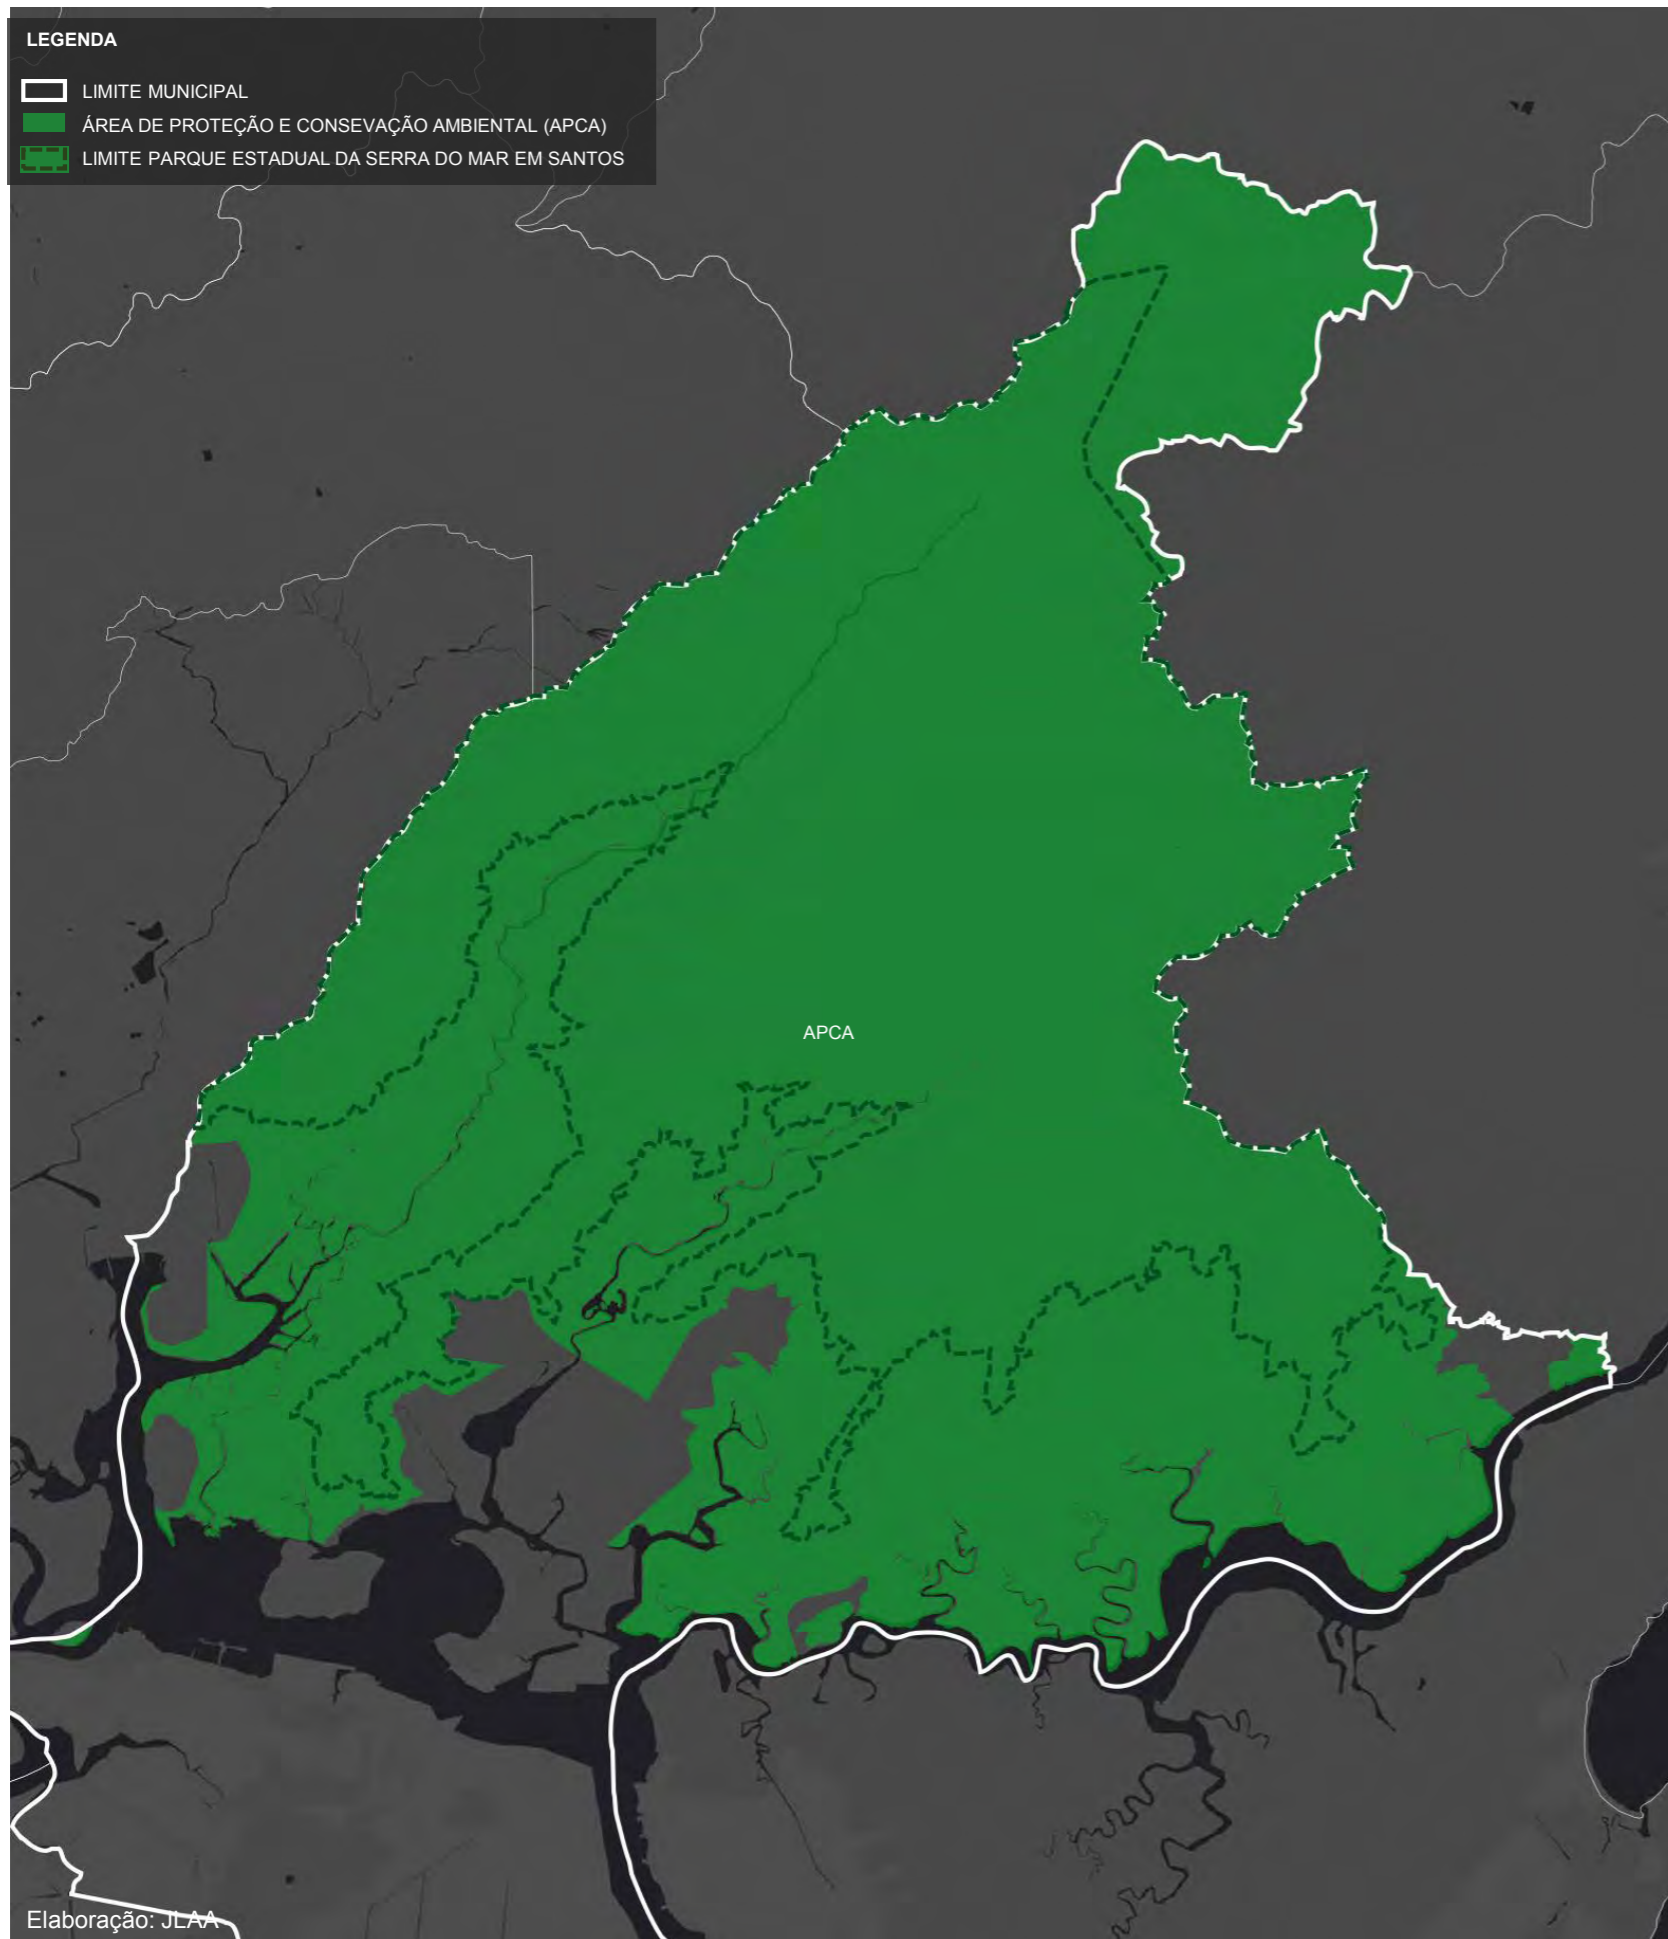 LEGENDA
LIMITE MUNICIPAL
ÁREA DE PROTEÇÃO E CONSEVAÇÃO AMBIENTAL (APCA)
LIMITE PARQUE ESTADUAL DA SERRA DO MAR EM SANTOS
APCA
Elaboração: JLAA